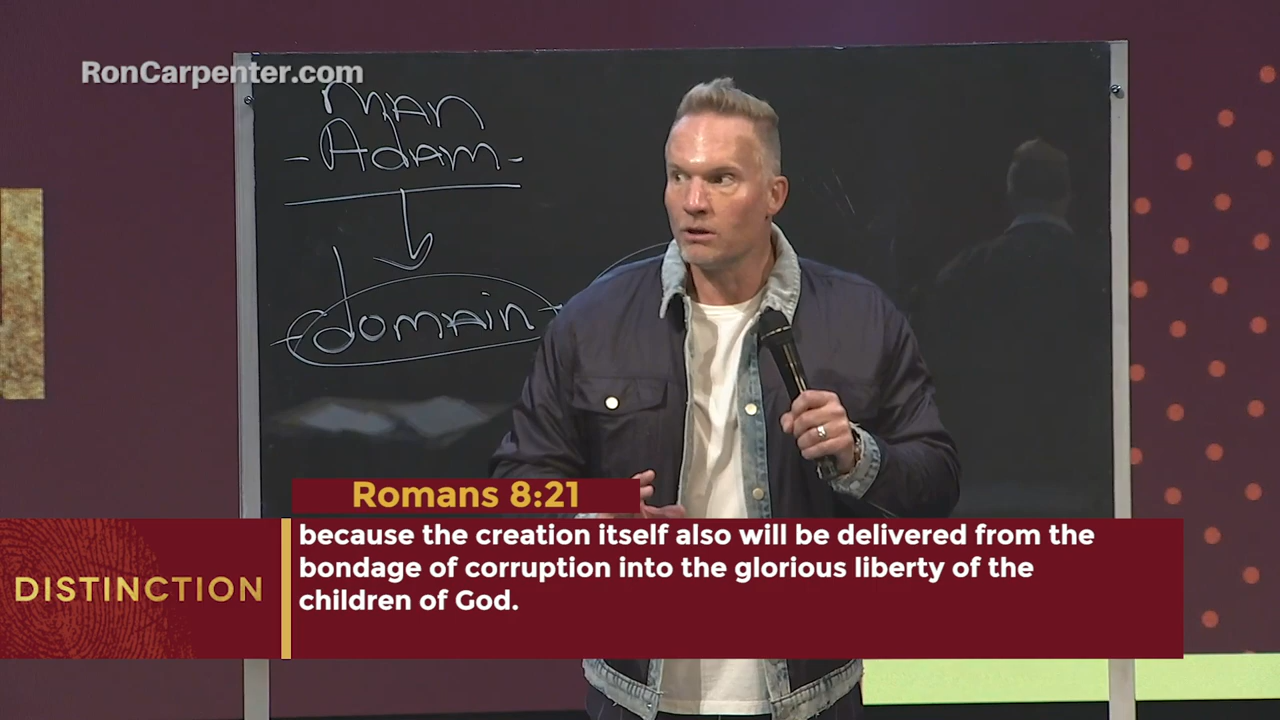 RonCarpenter.com
MAN
- Adam -
domain
Romans 8:21
because the creation itself also will be delivered from the
bondage of corruption into the glorious liberty of the
children of God.
DISTINCTION